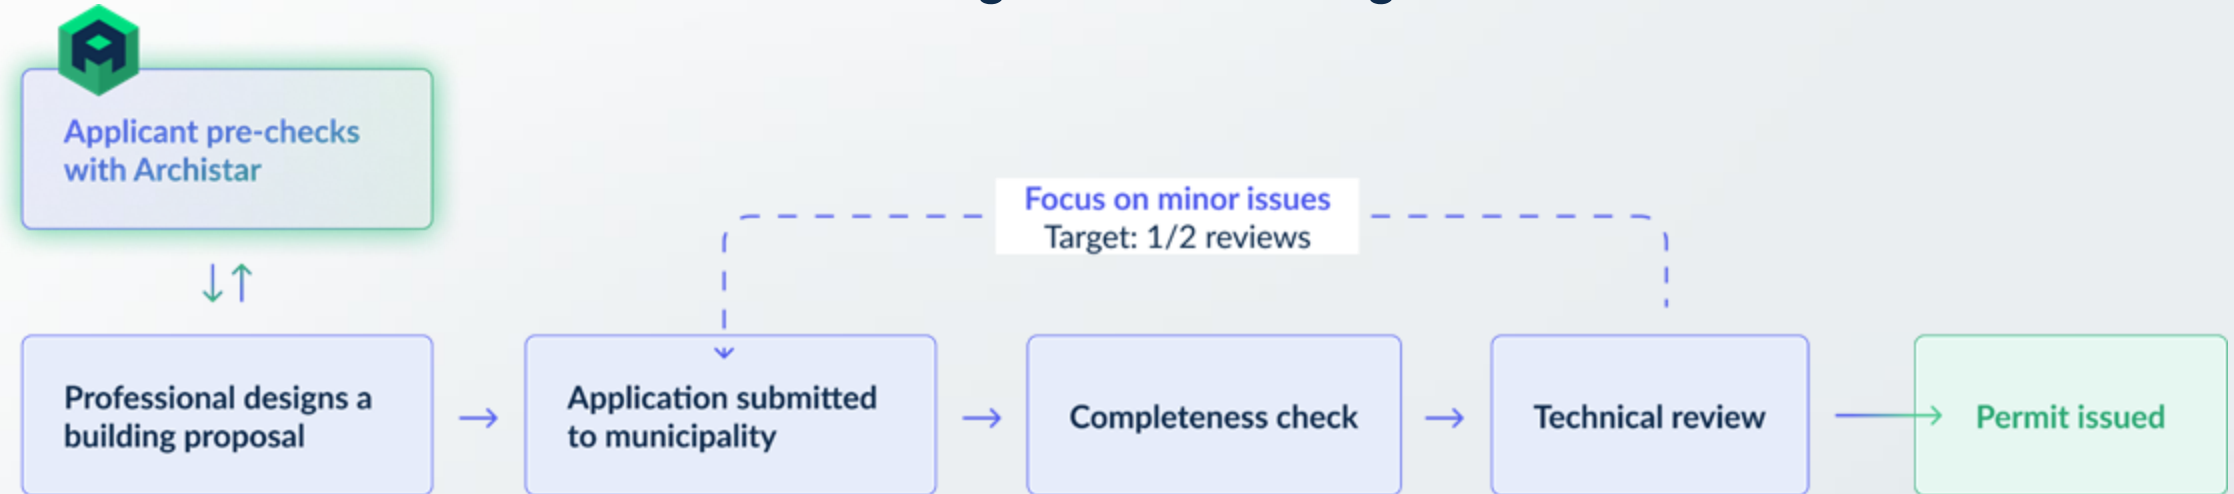 Applicant pre-checks
with Archistar
Focus on minor issues
Target: 1/2 reviews
Professional designs a
building proposal
Application submitted
to municipality
Completeness check
Technical review
Permit issued